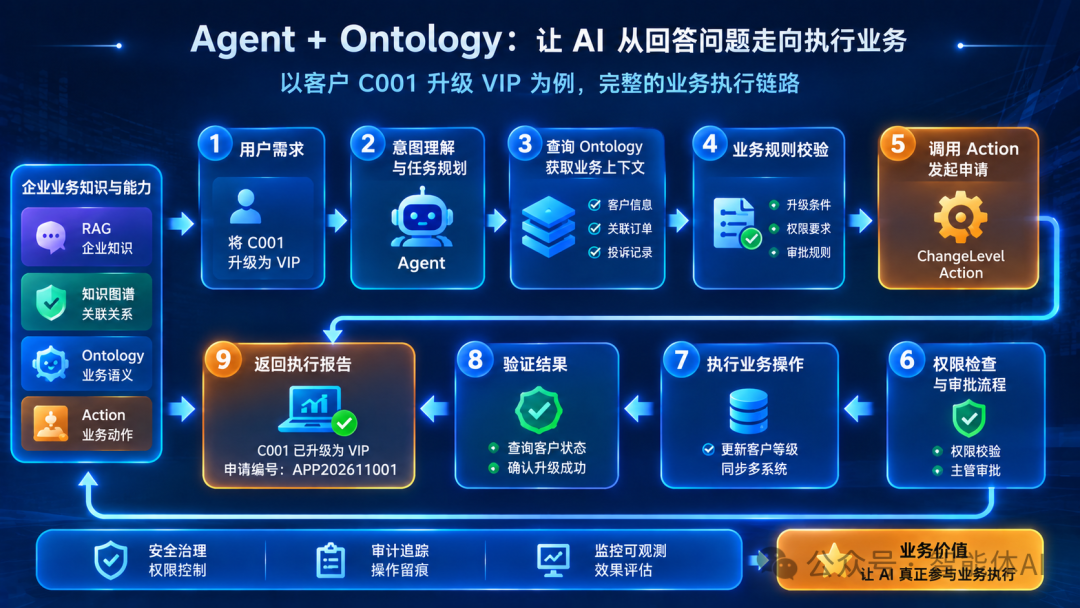 Agent + Ontology：让 AI 从回答问题走向执行业务
以客户 C001 升级 VIP 为例，完整的业务执行链路
企业业务知识与能力
RAG
企业知识
知识图谱
关联关系
Ontology
业务语义
Action
业务动作
1 用户需求
将 C001
升级为 VIP
2 意图理解
与任务规划
Agent
3 查询 Ontology
获取业务上下文
客户信息
关联订单
投诉记录
4 业务规则校验
升级条件
权限要求
审批规则
5 调用 Action
发起申请
ChangeLevel
Action
6 权限检查
与审批流程
权限校验
主管审批
7 执行业务操作
更新客户等级
同步多系统
8 验证结果
查询客户状态
确认升级成功
9 返回执行报告
C001 已升级为 VIP
申请编号：APP202611001
安全治理
权限控制
审计追踪
操作留痕
监控可观测
效果评估
业务价值
让 AI 真正参与业务执行
公众号·智能体AI